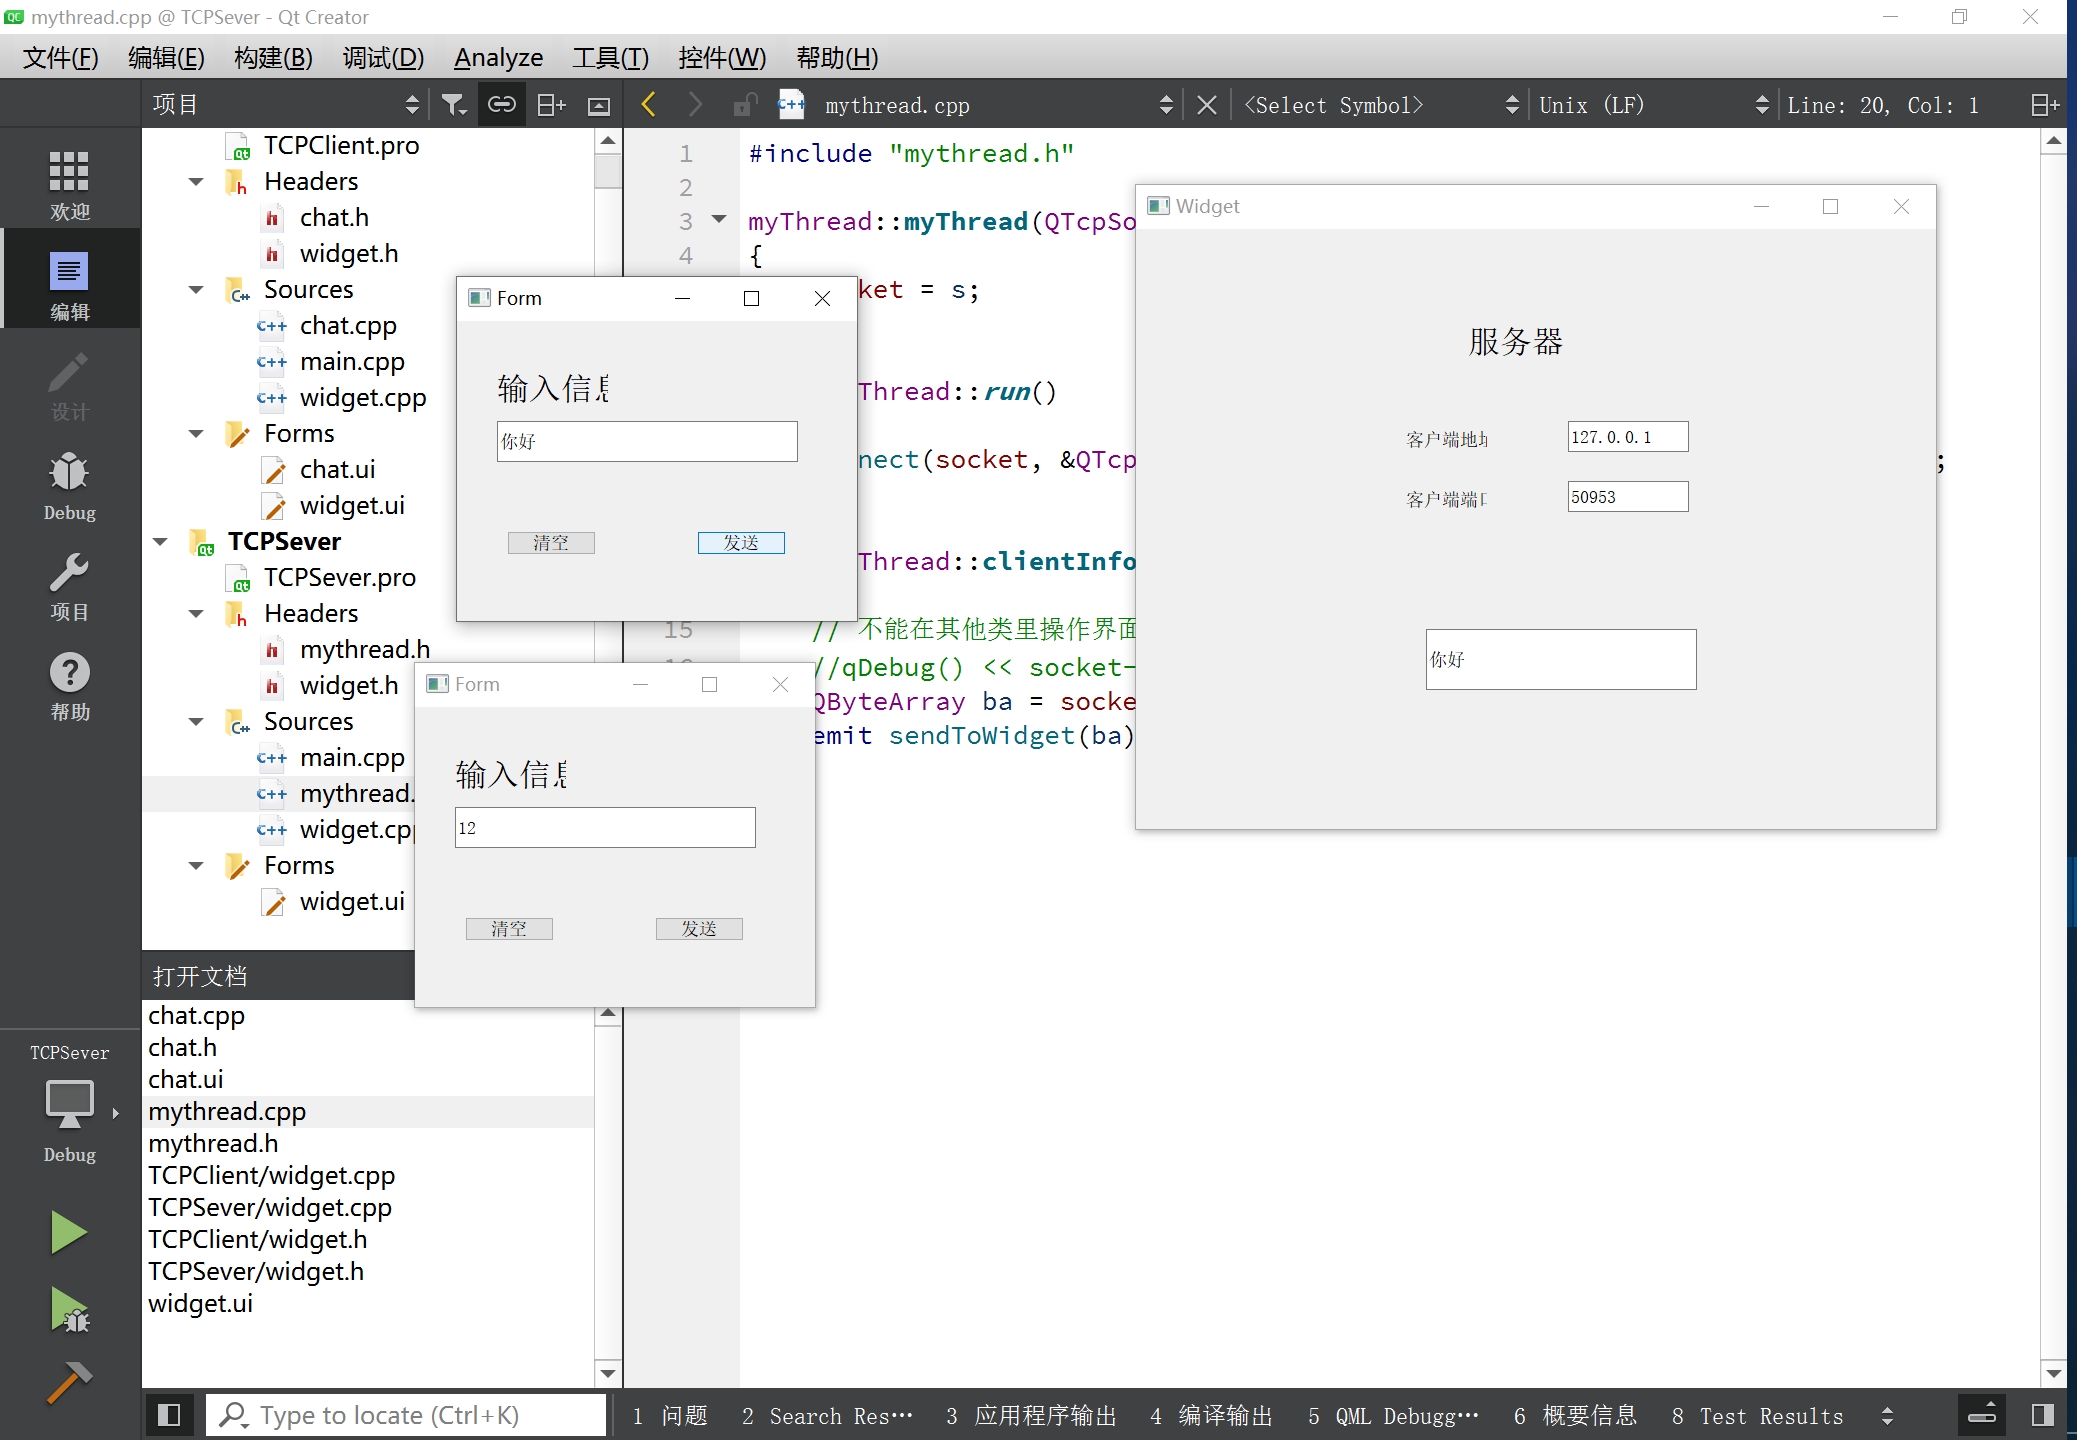 mythread.cpp @ TCPSever - Qt Creator
文件(F) 编辑(E) 构建(B) 调试(D) Analyze 工具(T) 控件(W) 帮助(H)
项目
mythread.cpp
<Select Symbol>
Unix (LF)
Line: 20, Col: 1
欢迎
编辑
设计
Debug
项目
帮助
TCPSever
Debug
TCPClient.pro
Headers
chat.h
widget.h
Sources
chat.cpp
main.cpp
widget.cpp
Forms
chat.ui
widget.ui
TCPSever
TCPSever.pro
Headers
mythread.h
widget.h
Sources
main.cpp
mythread.
widget.cpp
Forms
widget.ui
打开文档
chat.cpp
chat.h
chat.ui
mythread.cpp
mythread.h
TCPClient/widget.cpp
TCPSever/widget.cpp
TCPClient/widget.h
TCPSever/widget.h
widget.ui
1 #include "mythread.h"
2
3 myThread::myThread(QTcpSo
4 {
ket = s;
Thread::run()
nect(socket, &QTcp ;
Thread::clientInfo
15 // 不能在其他类里操作界面
//qDebug() << socket-
QByteArray ba = socke
emit sendToWidget(ba)
Form
输入信息
你好
清空 发送
Form
输入信息
12
清空 发送
Widget
服务器
客户端地址 127.0.0.1
客户端端口 50953
你好
Type to locate (Ctrl+K)
1 问题 2 Search Res… 3 应用程序输出 4 编译输出 5 QML Debugg… 6 概要信息 8 Test Results